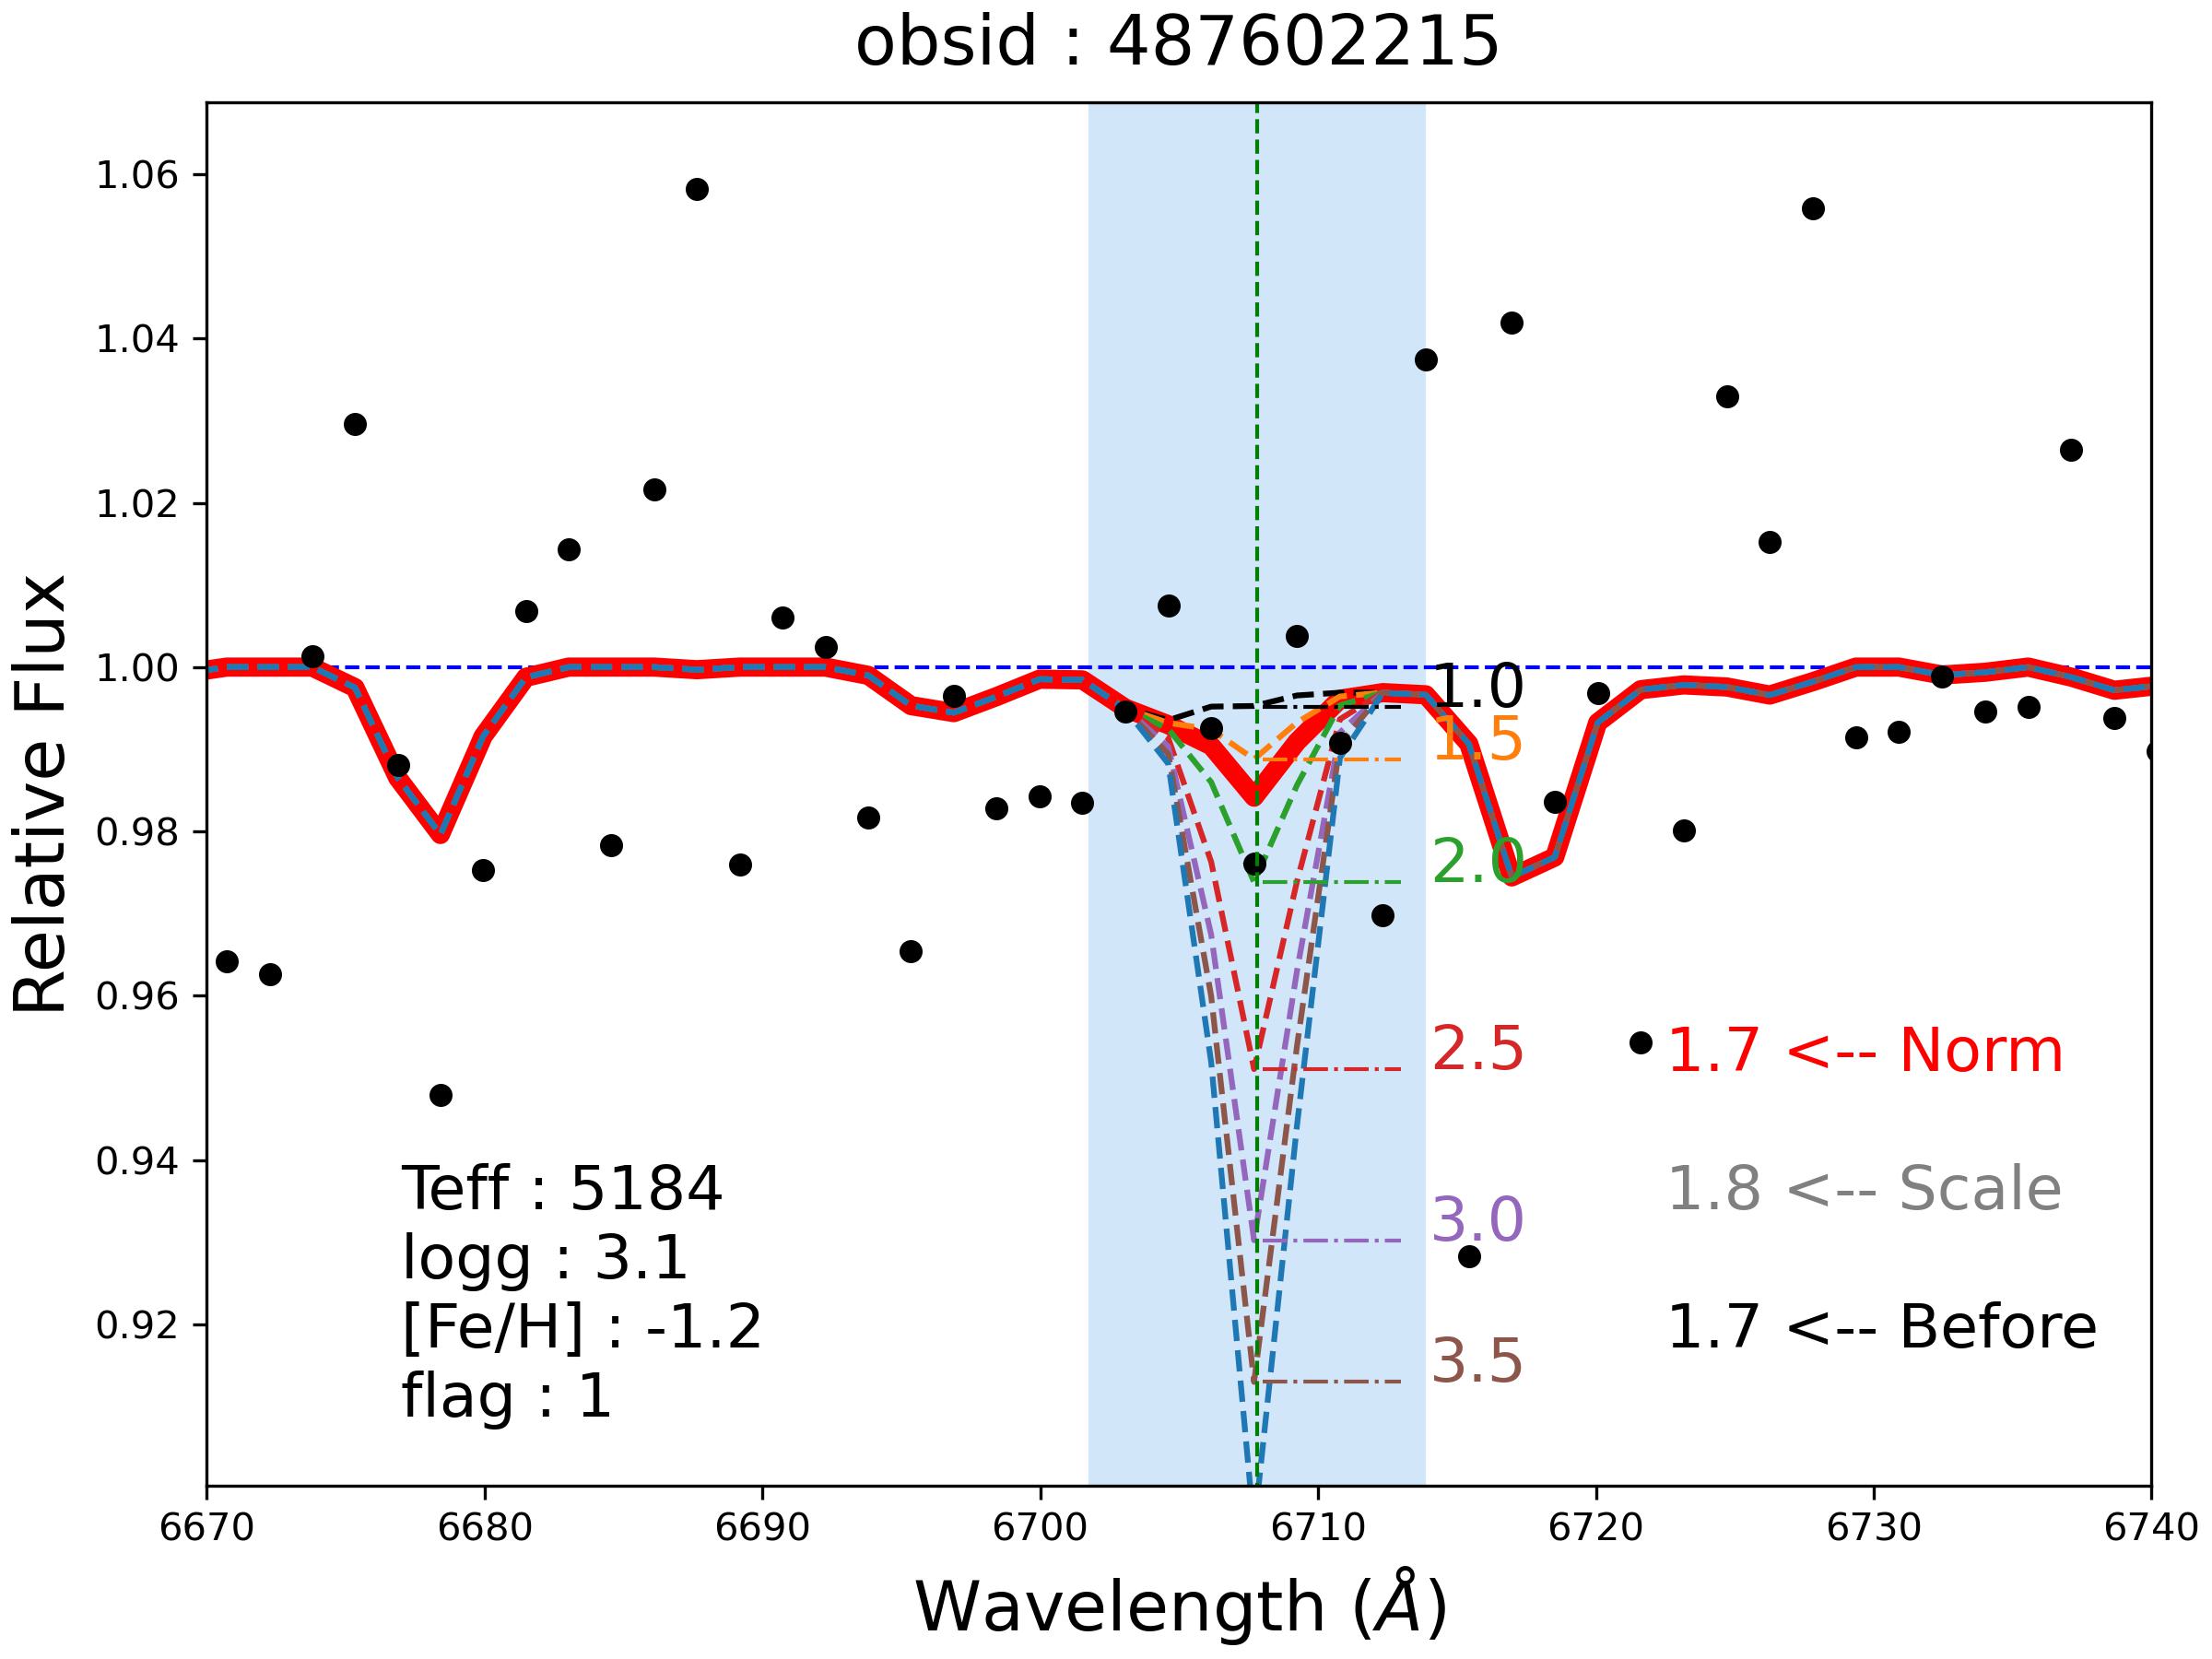 obsid : 487602215
Relative Flux
1.06
1.04
1.02
1.00
0.98
0.96
0.94
0.92
1.0
1.5
2.0
2.5
3.0
3.5
1.7 <-- Norm
1.8 <-- Scale
1.7 <-- Before
Teff : 5184
logg : 3.1
[Fe/H] : -1.2
flag : 1
6670 6680 6690 6700 6710 6720 6730 6740
Wavelength (Å)